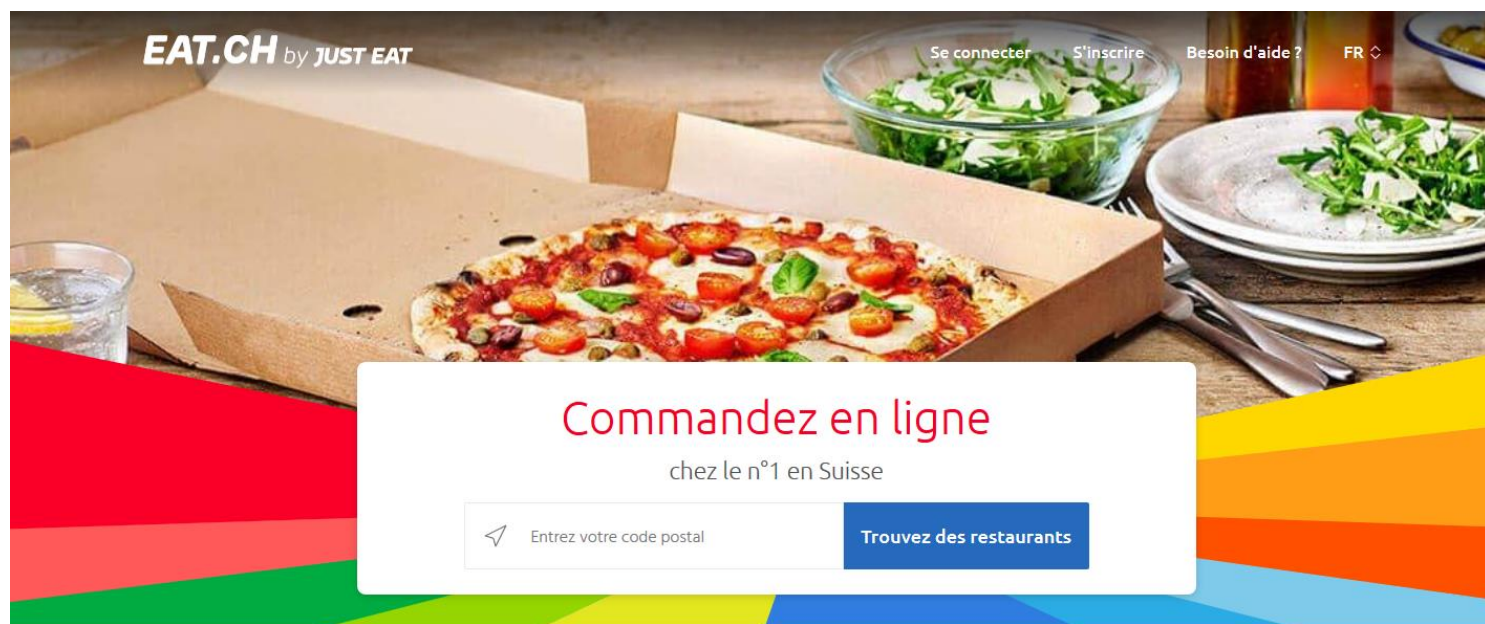 EAT.CH by JUST EAT
Se connecter S'inscrire Besoin d'aide ? FR
Commandez en ligne
chez le n°1 en Suisse
Entrez votre code postal Trouvez des restaurants